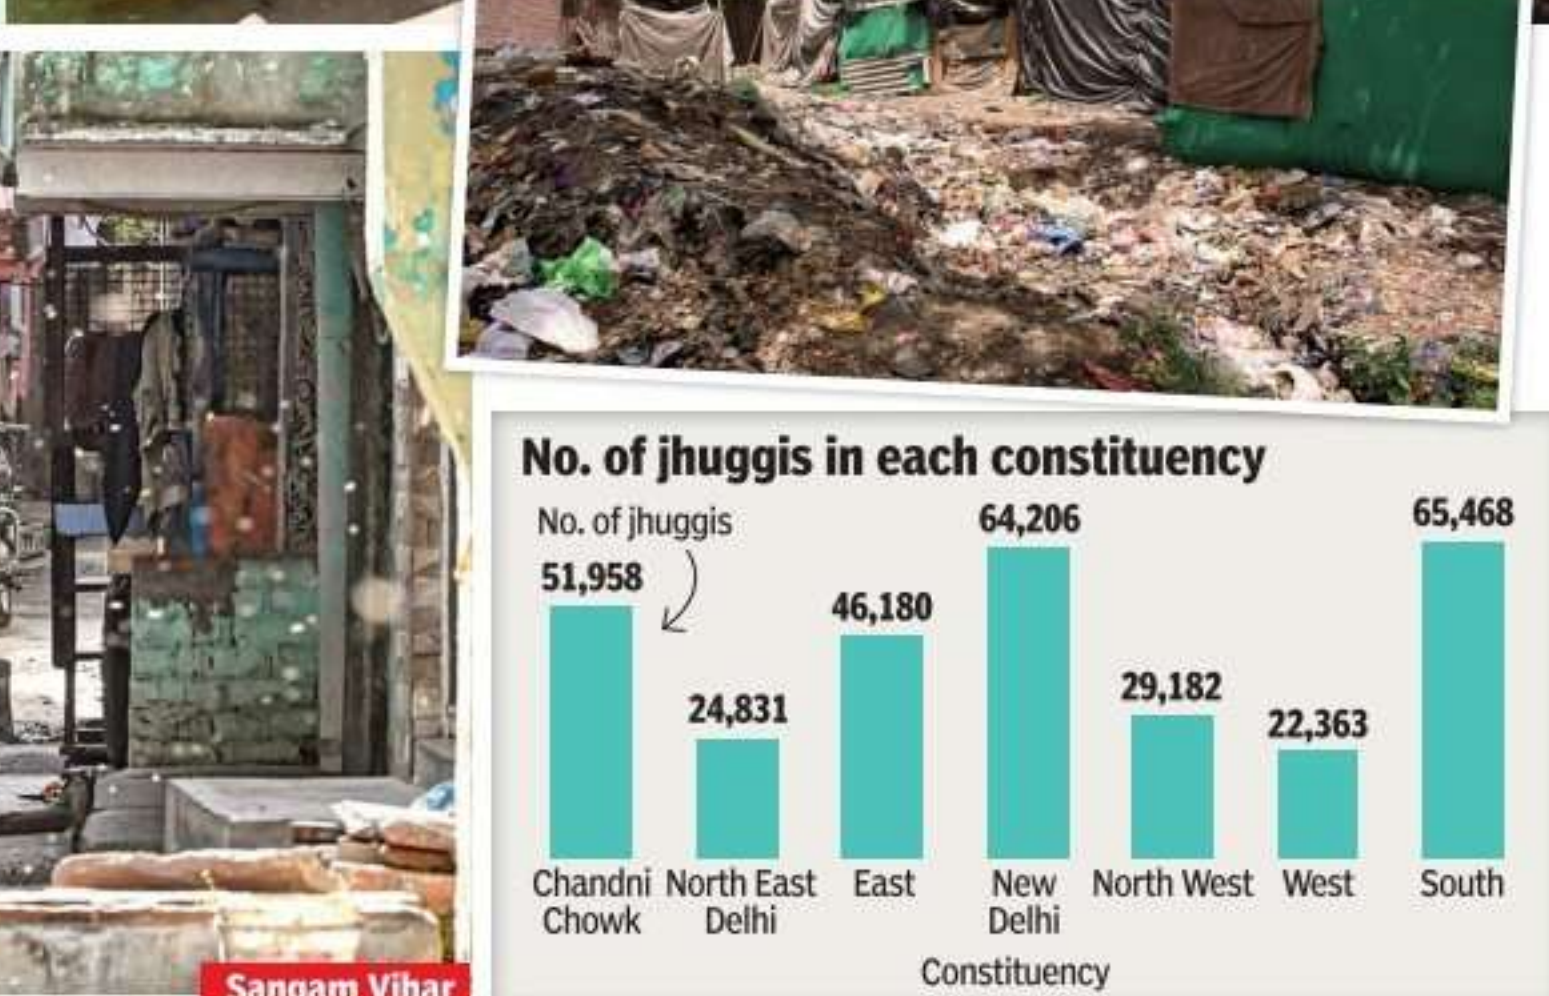 No. of jhuggis in each constituency
No. of jhuggis
51,958
24,831
46,180
64,206
29,182
22,363
65,468
Chandni Chowk
North East Delhi
East
New Delhi
North West
West
South
Constituency
Sangam Vihar